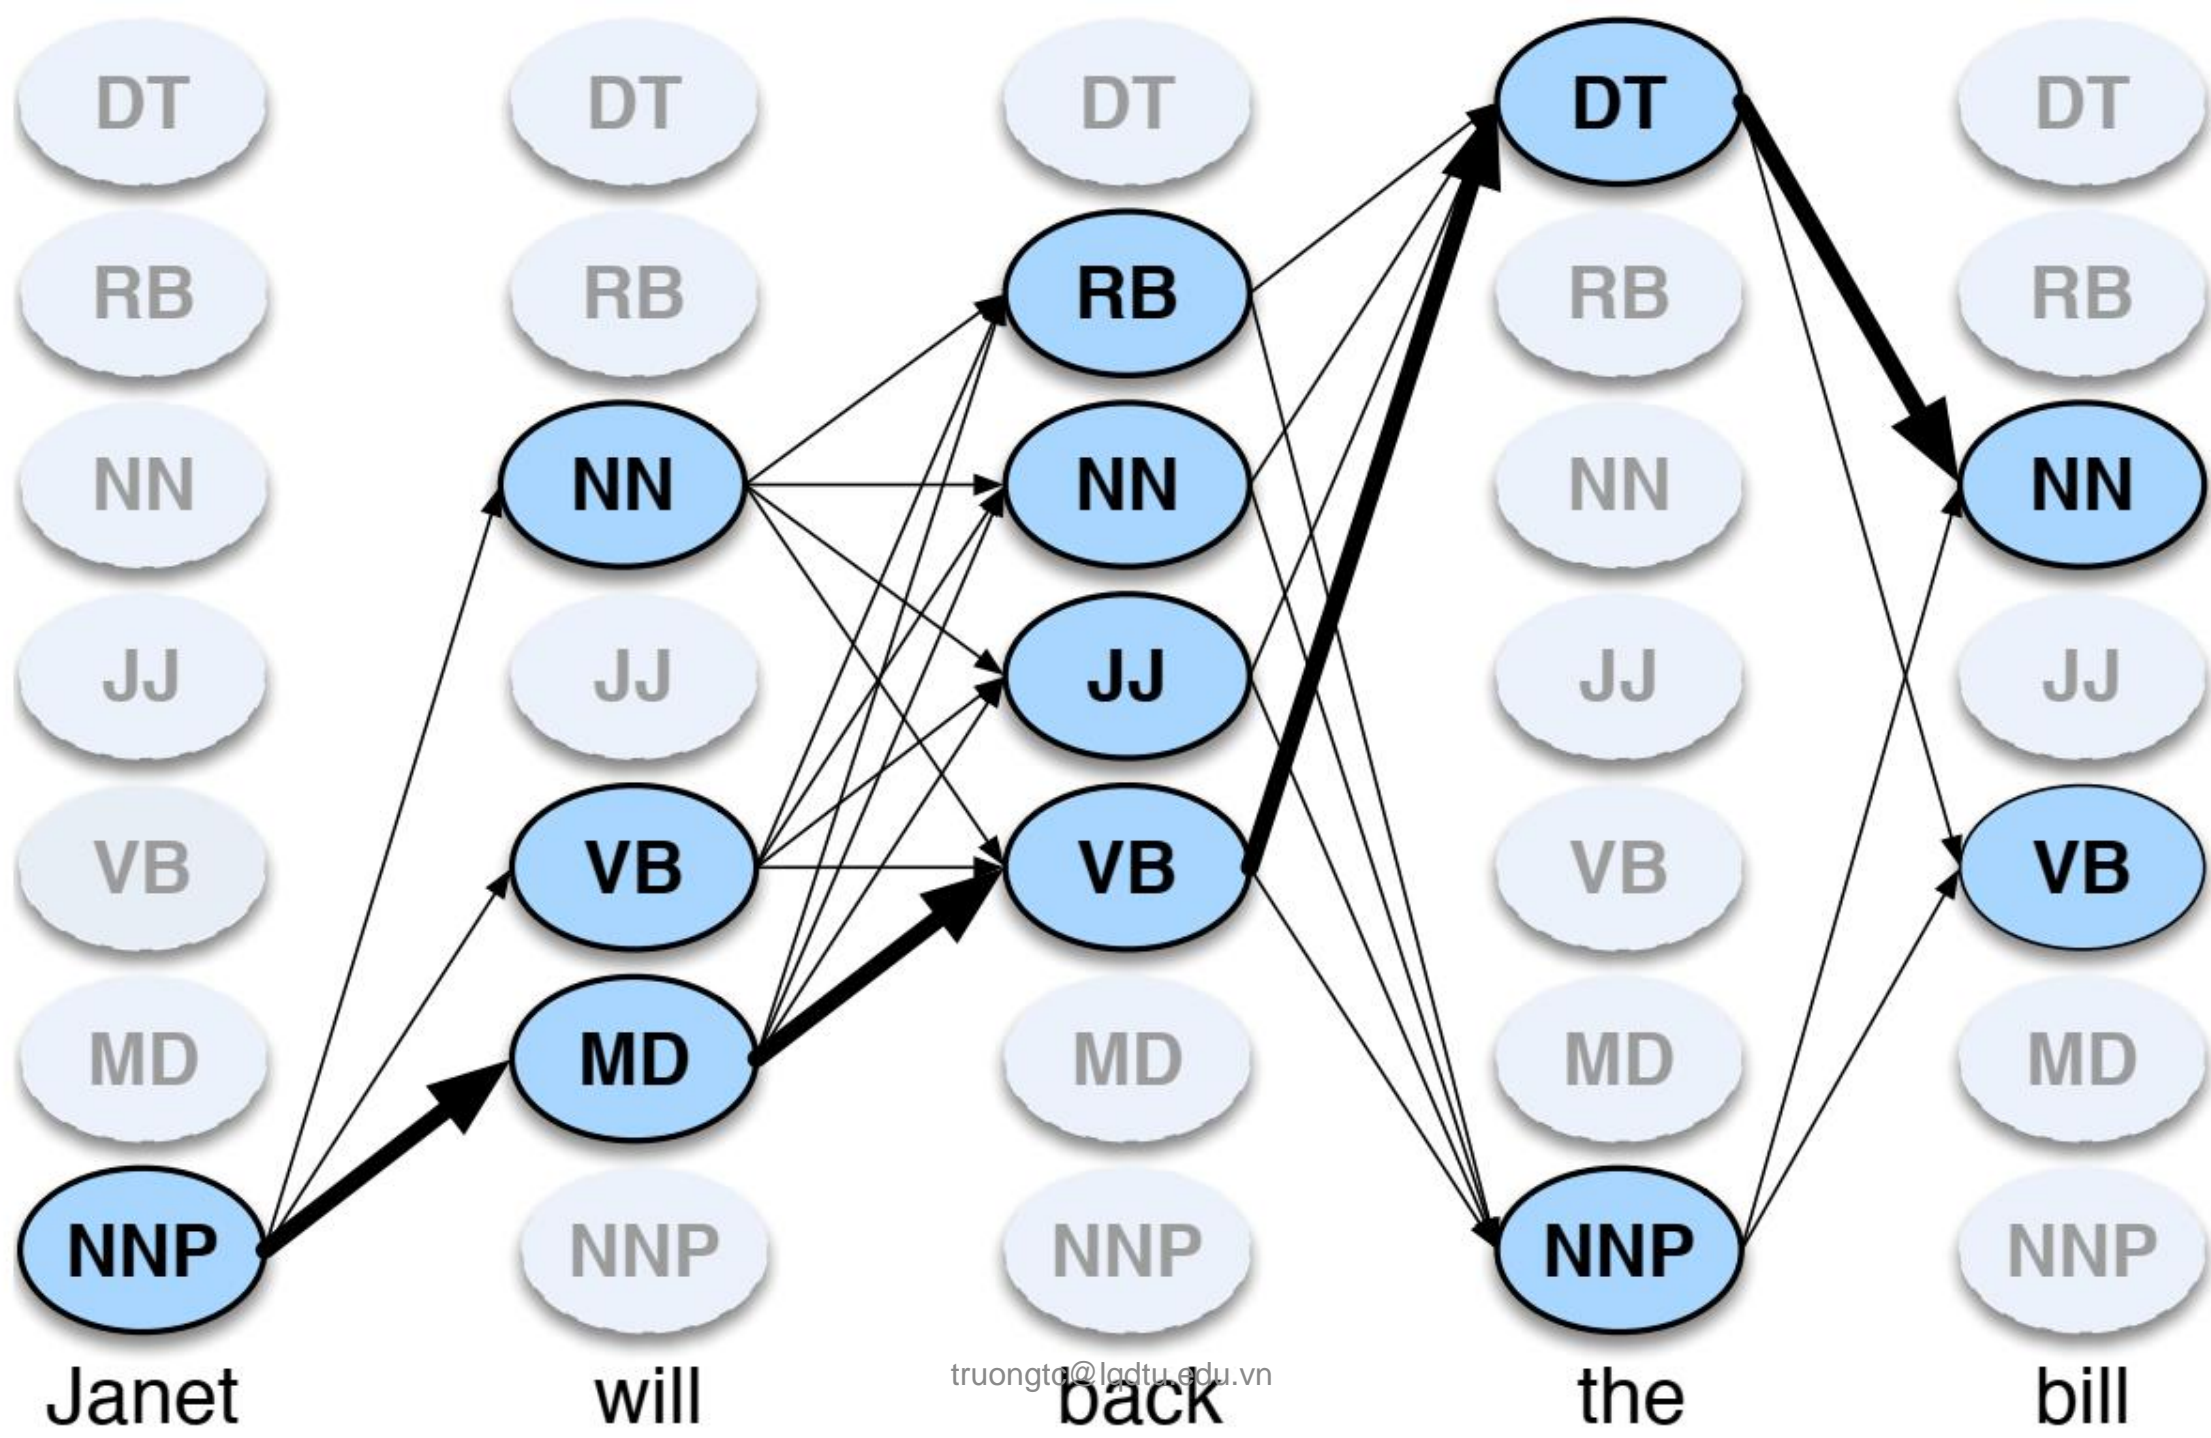 DT DT DT DT DT
RB RB RB RB RB
NN NN NN NN NN
JJ JJ JJ JJ JJ
VB VB VB VB VB
MD MD MD MD MD
NNP NNP NNP NNP NNP
Janet will back the bill
truongtd@lqdtu.edu.vn